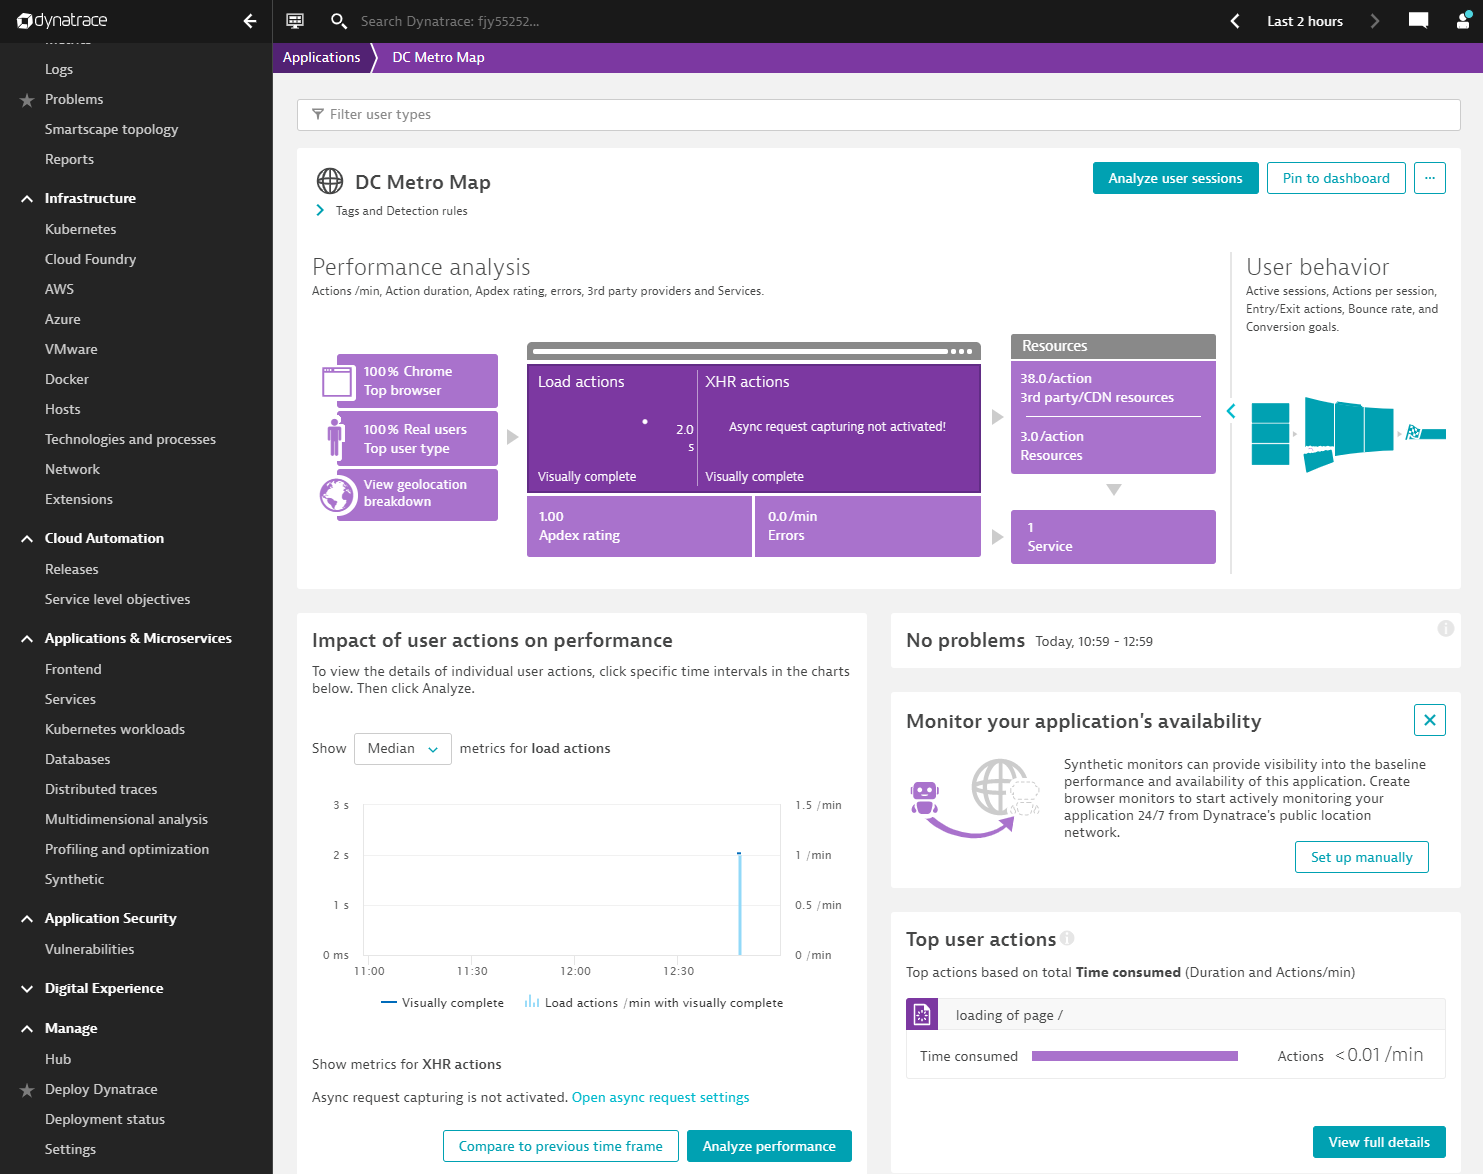 dynatrace
Search Dynatrace: fjy55252...
Last 2 hours
Metrics
Logs
Problems
Smartscape topology
Reports
Infrastructure
Kubernetes
Cloud Foundry
AWS
Azure
VMware
Docker
Hosts
Technologies and processes
Network
Extensions
Cloud Automation
Releases
Service level objectives
Applications & Microservices
Frontend
Services
Kubernetes workloads
Databases
Distributed traces
Multidimensional analysis
Profiling and optimization
Synthetic
Application Security
Vulnerabilities
Digital Experience
Manage
Hub
Deploy Dynatrace
Deployment status
Settings
Applications
DC Metro Map
Filter user types
DC Metro Map
Analyze user sessions
Pin to dashboard
...
Tags and Detection rules
Performance analysis
Actions /min, Action duration, Apdex rating, errors, 3rd party providers and Services.
100% Chrome
Top browser
100% Real users
Top user type
View geolocation
breakdown
Load actions
2.0
s
Visually complete
XHR actions
Async request capturing not activated!
Visually complete
1.00
Apdex rating
0.0 /min
Errors
Resources
38.0 /action
3rd party/CDN resources
3.0 /action
Resources
1
Service
User behavior
Active sessions, Actions per session,
Entry/Exit actions, Bounce rate, and
Conversion goals.
Impact of user actions on performance
To view the details of individual user actions, click specific time intervals in the charts
below. Then click Analyze.
Show Median metrics for load actions
3 s
2 s
1 s
0 ms
1.5 /min
1 /min
0.5 /min
0 /min
11:00 11:30 12:00 12:30
Visually complete Load actions /min with visually complete
Show metrics for XHR actions
Async request capturing is not activated. Open async request settings
Compare to previous time frame
Analyze performance
No problems Today, 10:59 - 12:59
Monitor your application's availability
Synthetic monitors can provide visibility into the baseline
performance and availability of this application. Create
browser monitors to start actively monitoring your
application 24/7 from Dynatrace's public location
network.
Set up manually
Top user actions
Top actions based on total Time consumed (Duration and Actions/min)
loading of page /
Time consumed Actions <0.01 /min
View full details